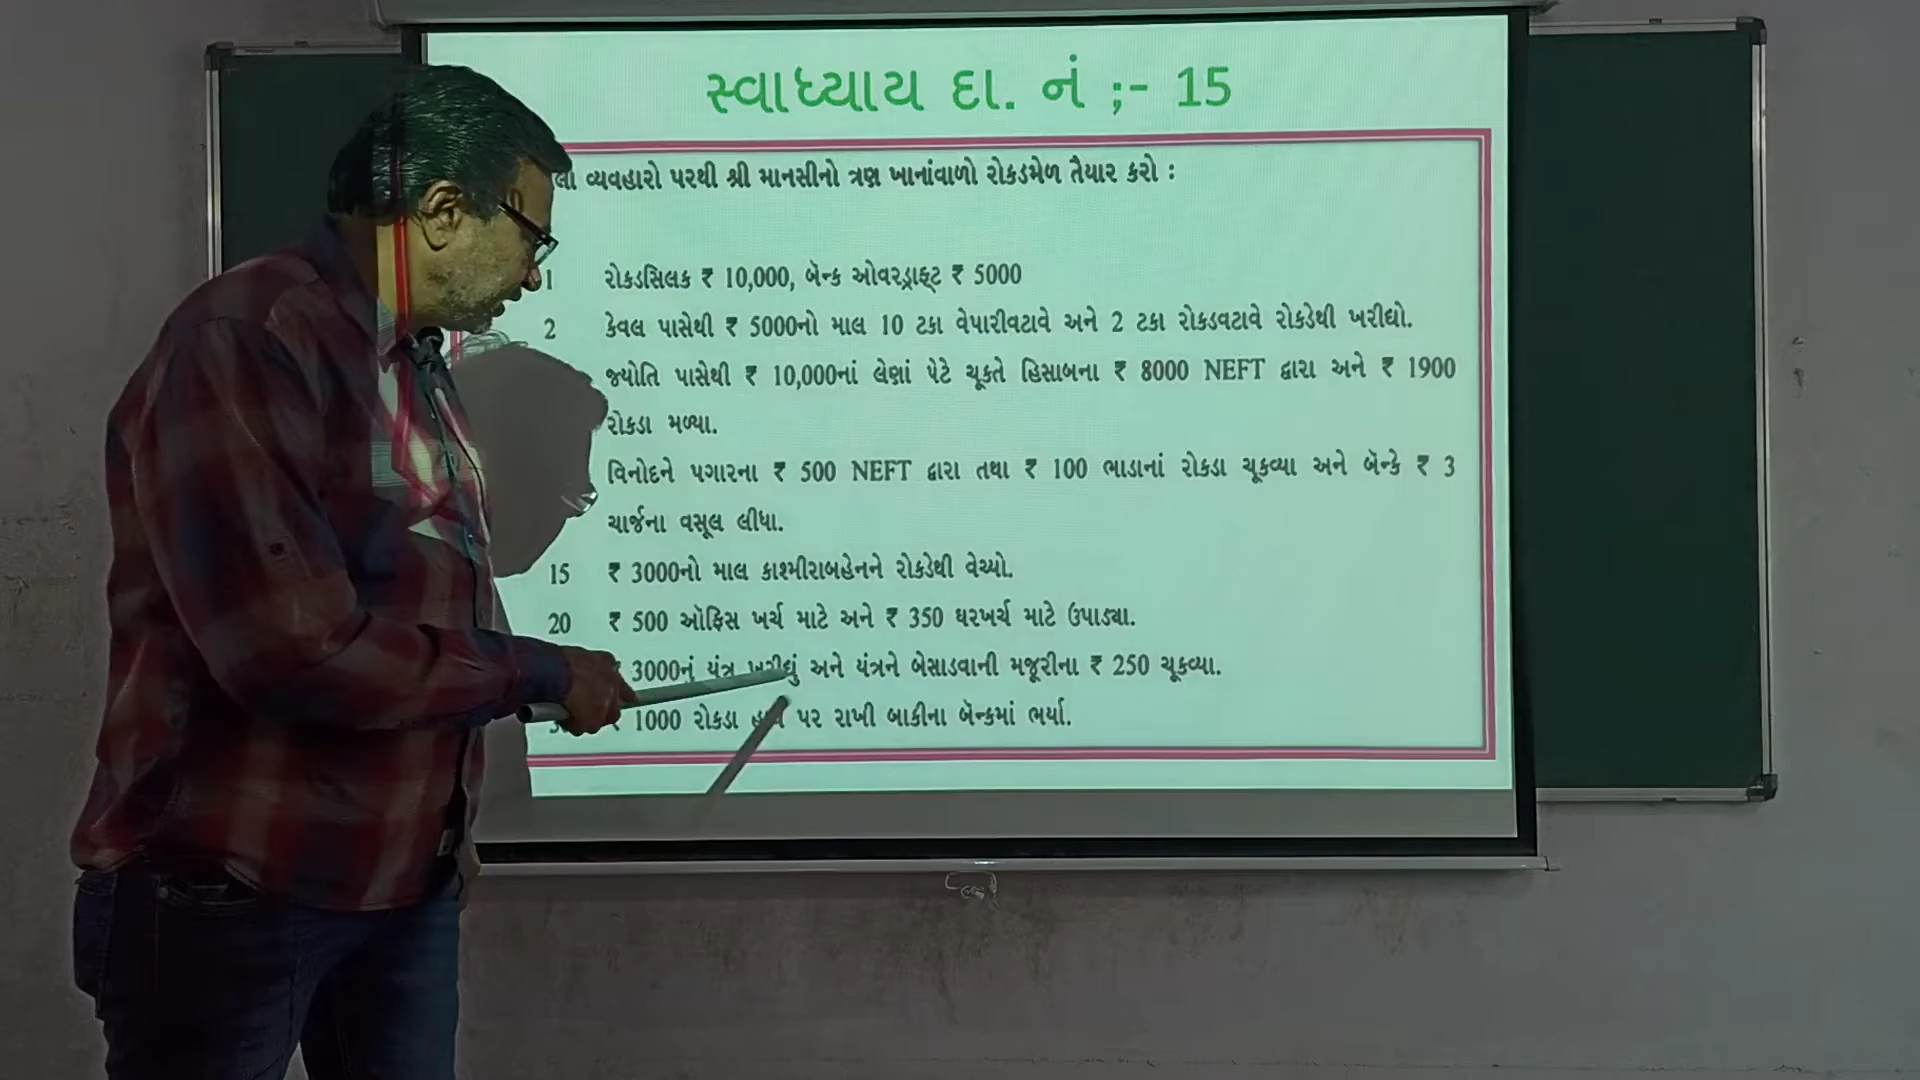 સ્વાધ્યાય દા. નં ;- 15
વ્યવહારો પરથી શ્રી માનસીનો ત્રણ ખાનાંવાળો રોકડમેળ તૈયાર કરો :
1 રોકડસિલક ₹ 10,000, બૅન્ક ઓવરડ્રાફ્ટ ₹ 5000
2 કેવલ પાસેથી ₹ 5000નો માલ 10 ટકા વેપારીવટાવે અને 2 ટકા રોકડવટાવે રોકડેથી ખરીદ્યો.
જ્યોતિ પાસેથી ₹ 10,000નાં લેણાં પેટે ચૂકતે હિસાબના ₹ 8000 NEFT દ્વારા અને ₹ 1900
રોકડા મળ્યા.
વિનોદને પગારના ₹ 500 NEFT દ્વારા તથા ₹ 100 ભાડાનાં રોકડા ચૂકવ્યા અને બૅન્કે ₹ 3
ચાર્જના વસૂલ લીધા.
15 ₹ 3000નો માલ કાશ્મીરાબહેનને રોકડેથી વેચ્યો.
20 ₹ 500 ઑફિસ ખર્ચ માટે અને ₹ 350 ઘરખર્ચ માટે ઉપાડ્યા.
₹ 3000નું યંત્ર ખરીદ્યું અને યંત્રને બેસાડવાની મજૂરીના ₹ 250 ચૂકવ્યા.
₹ 1000 રોકડા હાથ પર રાખી બાકીના બૅન્કમાં ભર્યા.